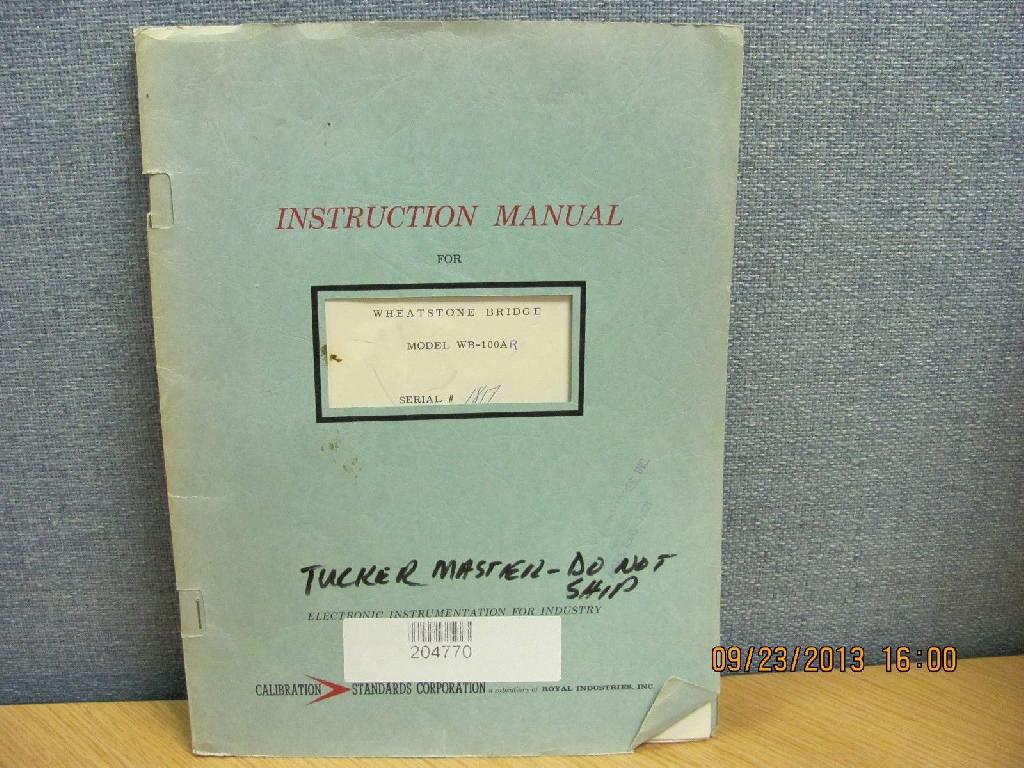 INSTRUCTION MANUAL
FOR
WHEATSTONE BRIDGE
MODEL WB-100AR
SERIAL # 1817
TUCKER MASTER - DO NOT
SHIP
ELECTRONIC INSTRUMENTATION FOR INDUSTRY
204770
CALIBRATION STANDARDS CORPORATION a subsidiary of ROYAL INDUSTRIES, INC.
09/23/2013 16:00